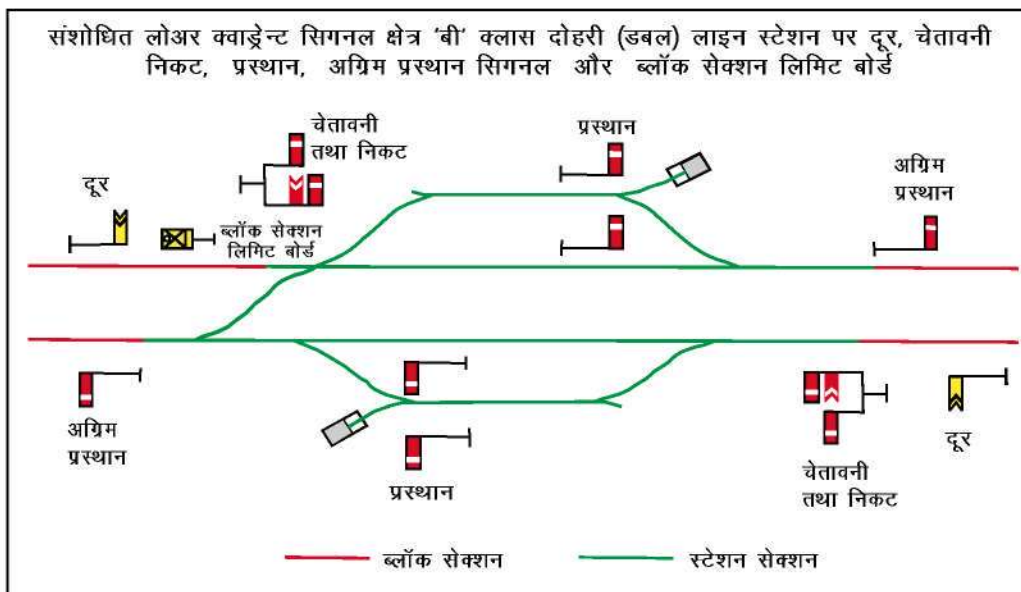 संशोधित लोअर क्वाड्रेन्ट सिगनल क्षेत्र 'बी' क्लास दोहरी (डबल) लाइन स्टेशन पर दूर, चेतावनी
निकट, प्रस्थान, अग्रिम प्रस्थान सिगनल और ब्लॉक सेक्शन लिमिट बोर्ड
चेतावनी
तथा निकट
प्रस्थान
अग्रिम
प्रस्थान
दूर
ब्लॉक सेक्शन
लिमिट बोर्ड
अग्रिम
प्रस्थान
प्रस्थान
चेतावनी
तथा निकट
दूर
ब्लॉक सेक्शन
स्टेशन सेक्शन